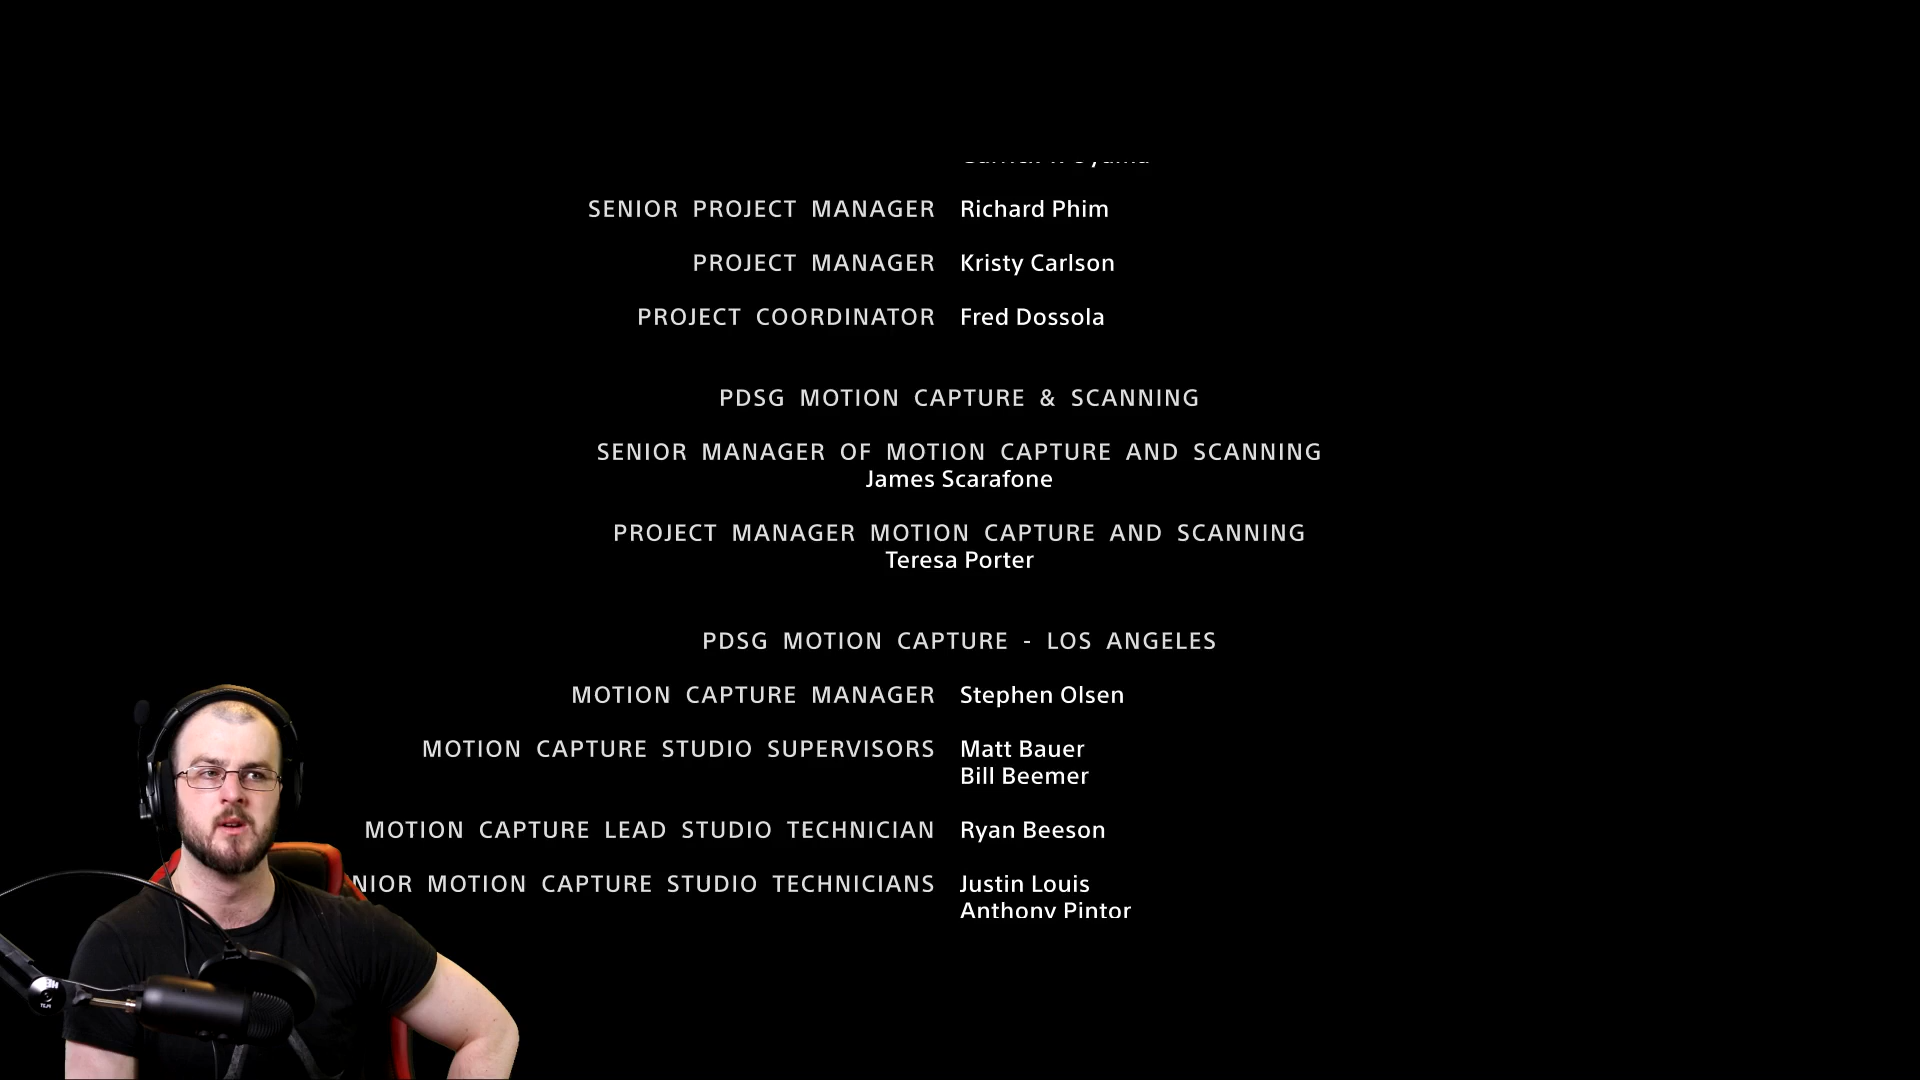 SENIOR PROJECT MANAGER Richard Phim
PROJECT MANAGER Kristy Carlson
PROJECT COORDINATOR Fred Dossola
PDSG MOTION CAPTURE & SCANNING
SENIOR MANAGER OF MOTION CAPTURE AND SCANNING
James Scarafone
PROJECT MANAGER MOTION CAPTURE AND SCANNING
Teresa Porter
PDSG MOTION CAPTURE - LOS ANGELES
MOTION CAPTURE MANAGER Stephen Olsen
MOTION CAPTURE STUDIO SUPERVISORS Matt Bauer
Bill Beemer
MOTION CAPTURE LEAD STUDIO TECHNICIAN Ryan Beeson
NIOR MOTION CAPTURE STUDIO TECHNICIANS Justin Louis
Anthony Pintor